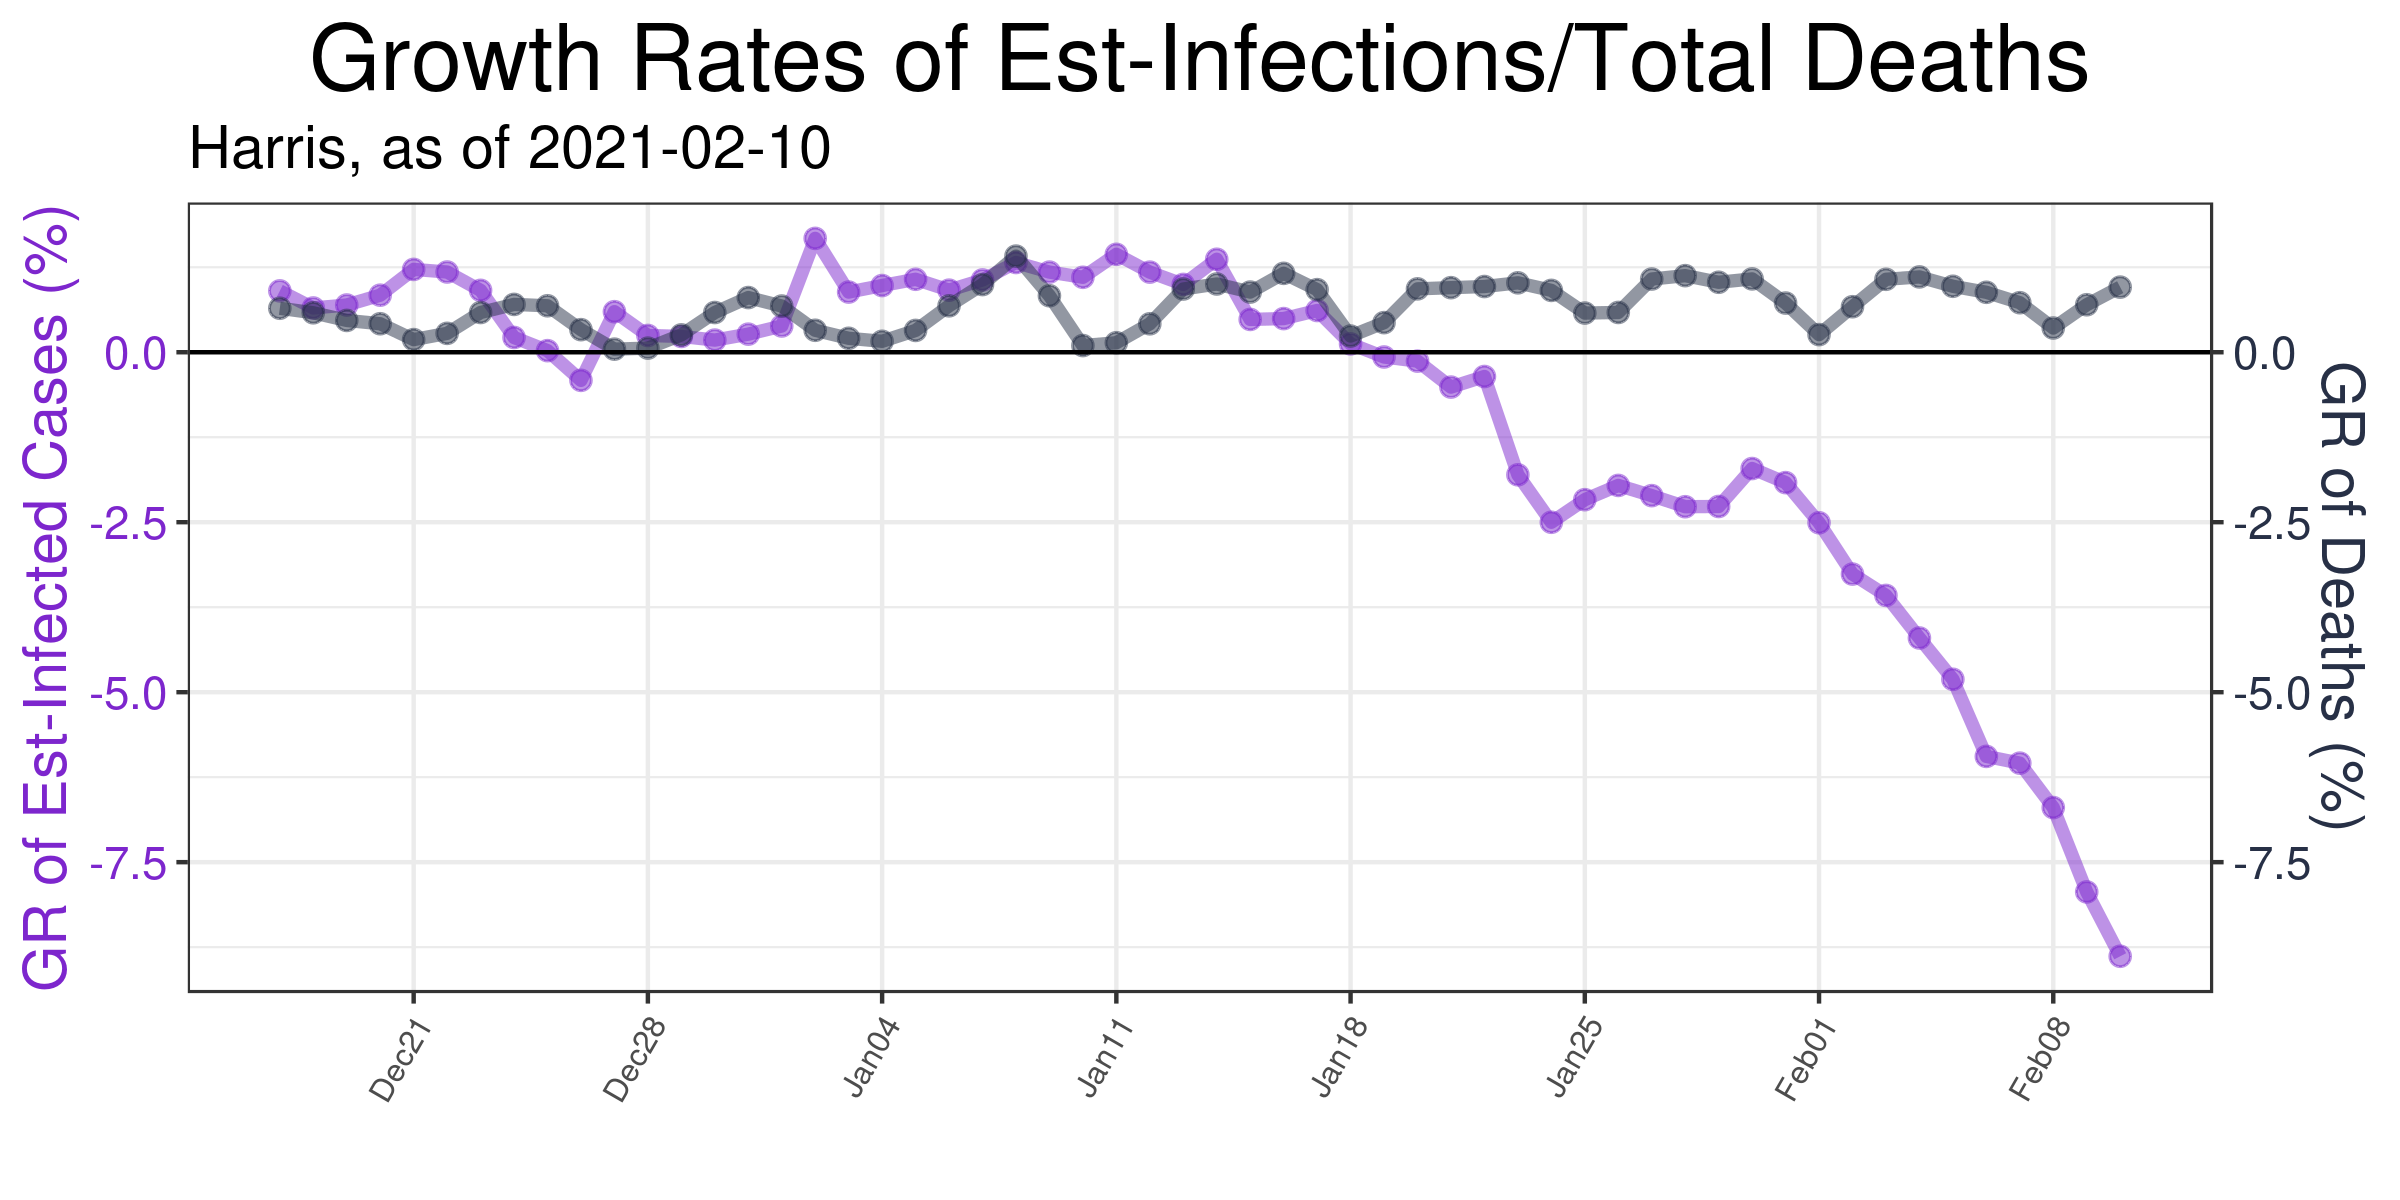 Growth Rates of Est-Infections/Total Deaths
Harris, as of 2021-02-10
GR of Est-Infected Cases (%)
0.0
-2.5
-5.0
-7.5
0.0
-2.5
-5.0
-7.5
GR of Deaths (%)
Dec21
Dec28
Jan04
Jan11
Jan18
Jan25
Feb01
Feb08